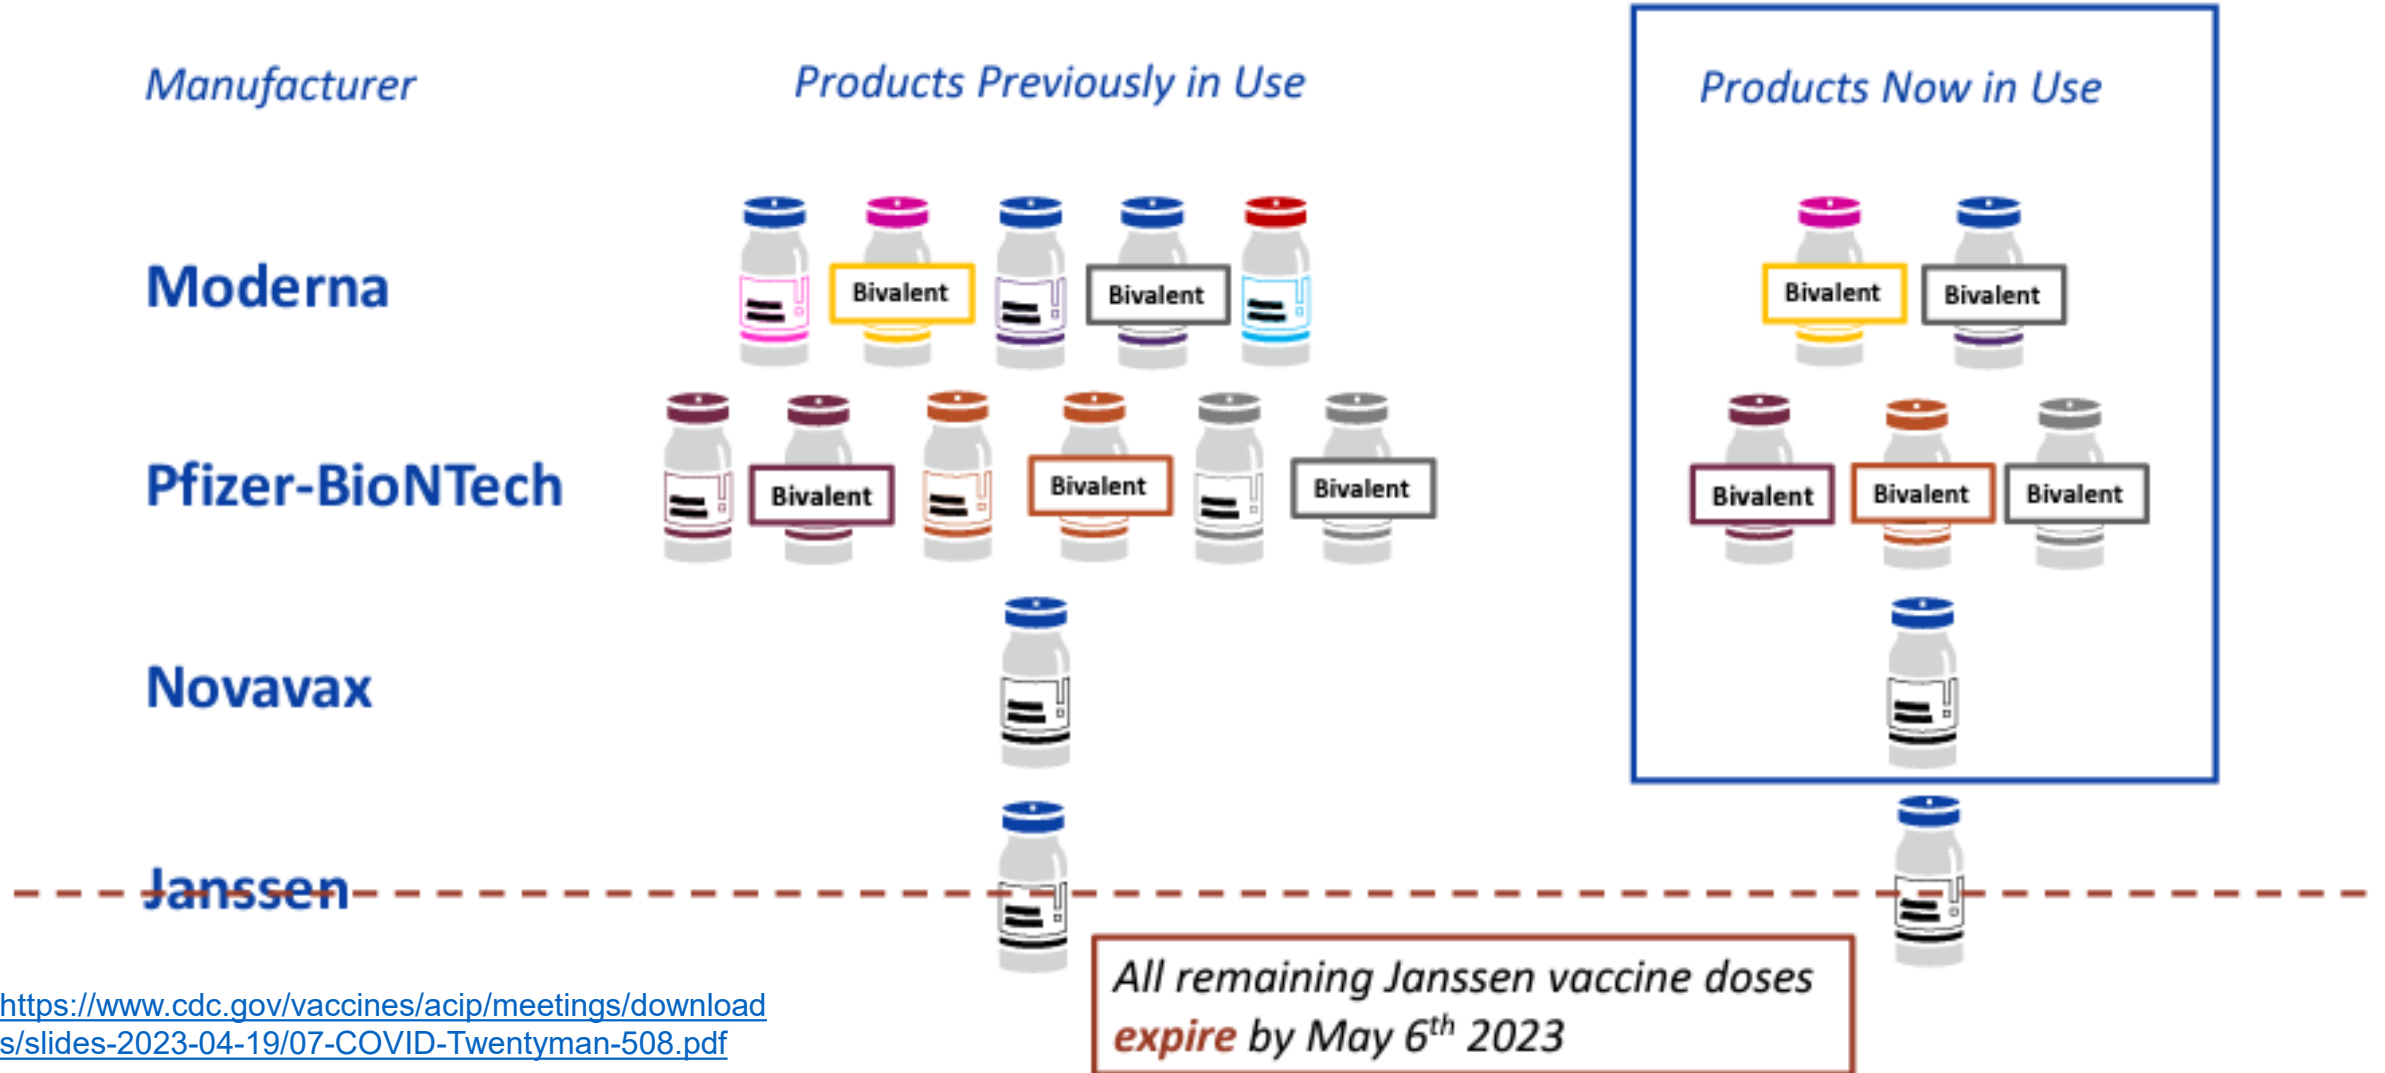 Manufacturer
Products Previously in Use
Products Now in Use
Moderna
Bivalent
Bivalent
Bivalent
Bivalent
Pfizer-BioNTech
Bivalent
Bivalent
Bivalent
Bivalent
Bivalent
Bivalent
Novavax
Janssen
All remaining Janssen vaccine doses
expire by May 6th 2023
https://www.cdc.gov/vaccines/acip/meetings/download
s/slides-2023-04-19/07-COVID-Twentyman-508.pdf